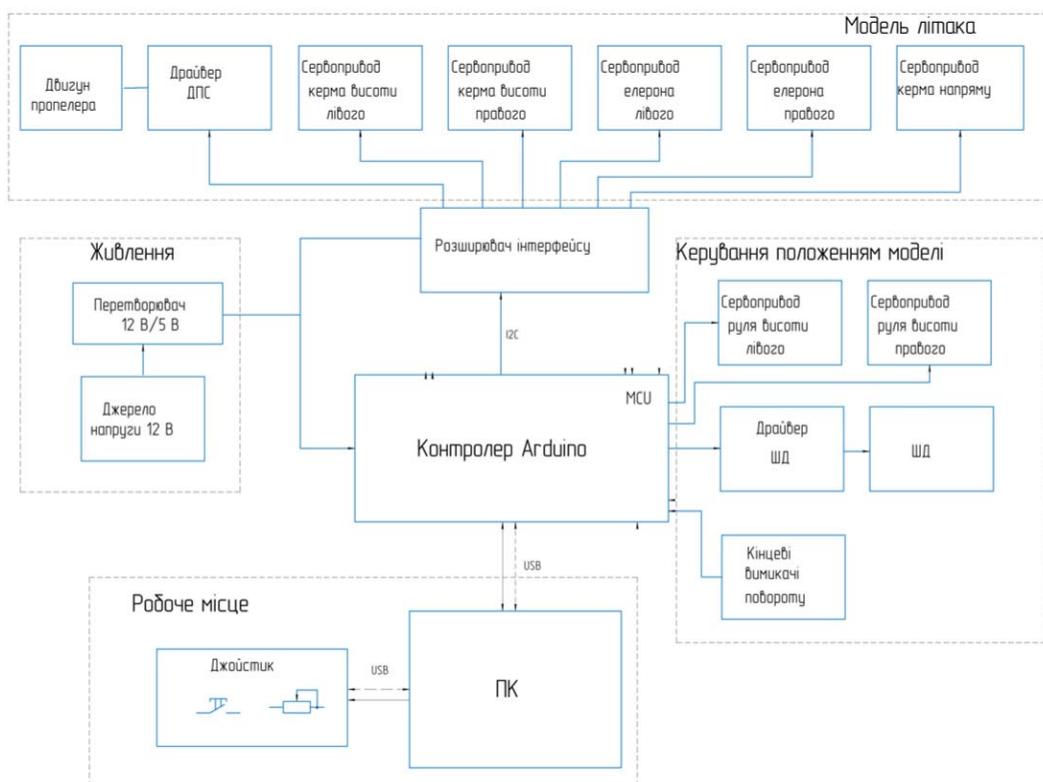 Модель літака
Двигун
пропелера
Драйвер
ДПС
Сервопривод
керма висоти
лівого
Сервопривод
керма висоти
правого
Сервопривод
елерона
лівого
Сервопривод
елерона
правого
Сервопривод
керма напряму
Розширювач інтерфейсу
Живлення
Перетворювач
12 В/5 В
Джерело
напруги 12 В
I2C
MCU
Контролер Arduino
Керування положенням моделі
Сервопривод
руля висоти
лівого
Сервопривод
руля висоти
правого
Драйвер
ШД
ШД
Кінцеві
вимикачі
повороту
USB
Робоче місце
Джойстик
USB
ПК